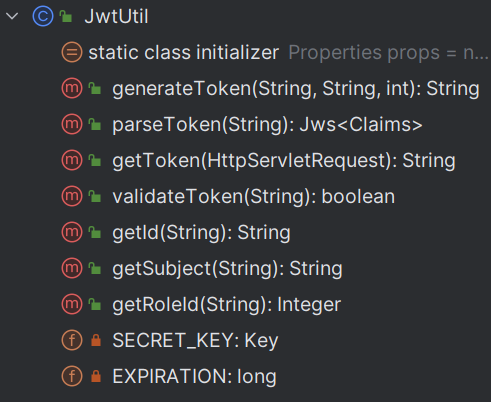 JwtUtil
static class initializer Properties props = n...
generateToken(String, String, int): String
parseToken(String): Jws<Claims>
getToken(HttpServletRequest): String
validateToken(String): boolean
getId(String): String
getSubject(String): String
getRoleId(String): Integer
SECRET_KEY: Key
EXPIRATION: long